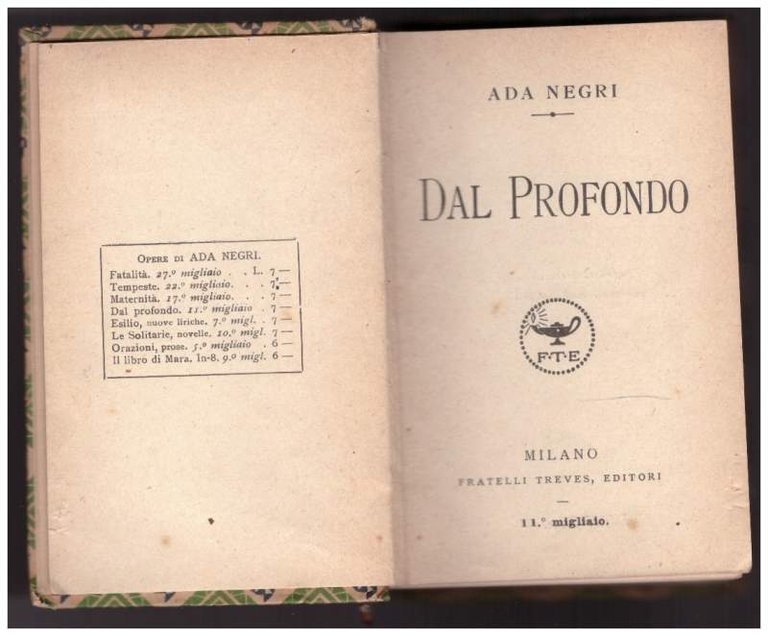 OPERE DI ADA NEGRI.
Fatalità. 27.º migliaio . . L. 7 —
Tempeste. 22.º migliaio. . . 7 —
Maternità. 17.º migliaio. . . 7 —
Dal profondo. 11.º migliaio . 7 —
Esilio, nuove liriche. 7.º migl. . 7 —
Le Solitarie, novelle. 10.º migl. 7 —
Orazioni, prose. 5.º migliaio . 6 —
Il libro di Mara. In-8. 9.º migl. 6 —
ADA NEGRI
DAL PROFONDO
F·T·E
MILANO
FRATELLI TREVES, EDITORI
11.º migliaio.